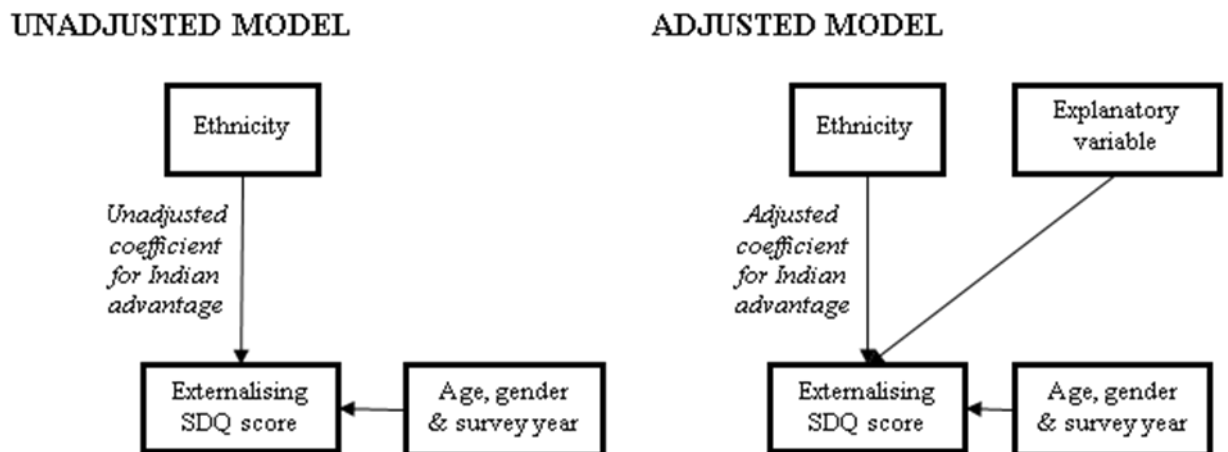 UNADJUSTED MODEL
Ethnicity
Unadjusted
coefficient
for Indian
advantage
Externalising
SDQ score
Age, gender
& survey year
ADJUSTED MODEL
Ethnicity
Explanatory
variable
Adjusted
coefficient
for Indian
advantage
Externalising
SDQ score
Age, gender
& survey year